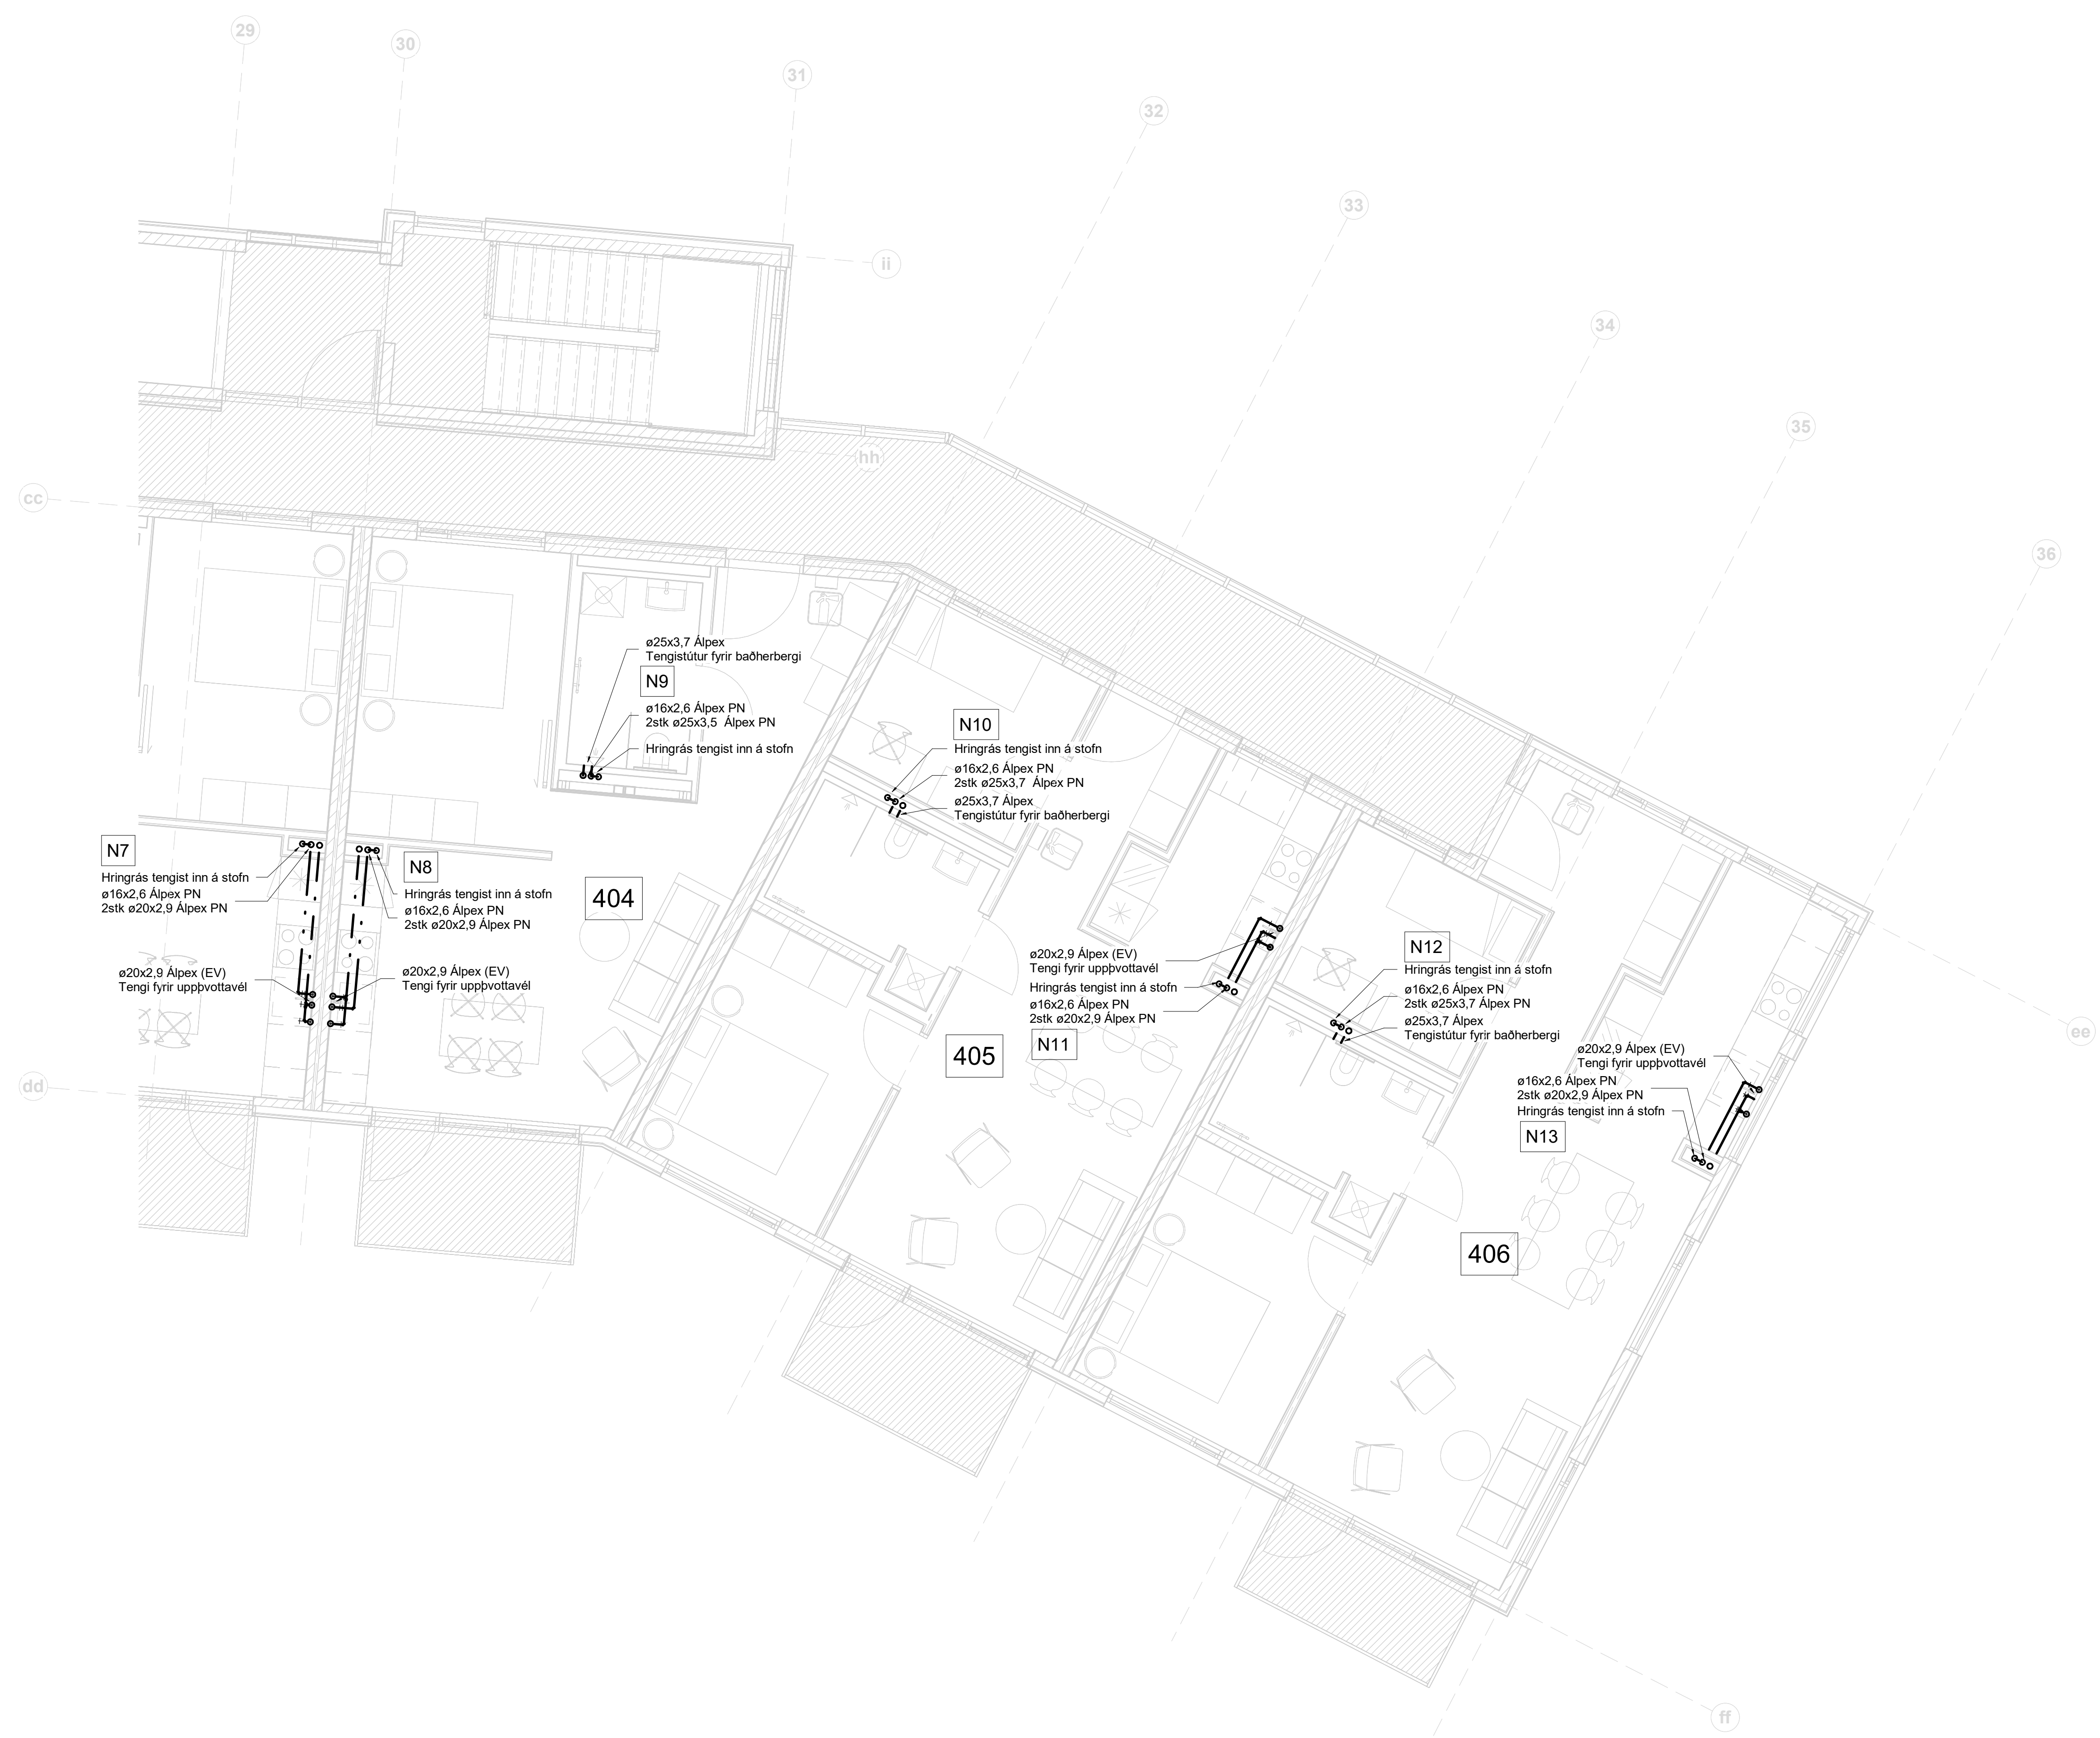 29
30
31
32
33
34
35
36
ii
hh
cc
dd
ee
ff
ø25x3,7 Álpex
Tengistútur fyrir baðherbergi
N9
ø16x2,6 Álpex PN
2stk ø25x3,5 Álpex PN
Hringrás tengist inn á stofn
N10
Hringrás tengist inn á stofn
ø16x2,6 Álpex PN
2stk ø25x3,7 Álpex PN
ø25x3,7 Álpex
Tengistútur fyrir baðherbergi
N7
Hringrás tengist inn á stofn
ø16x2,6 Álpex PN
2stk ø20x2,9 Álpex PN
ø20x2,9 Álpex (EV)
Tengi fyrir uppþvottavél
N8
Hringrás tengist inn á stofn
ø16x2,6 Álpex PN
2stk ø20x2,9 Álpex PN
ø20x2,9 Álpex (EV)
Tengi fyrir uppþvottavél
404
405
ø20x2,9 Álpex (EV)
Tengi fyrir uppþvottavél
Hringrás tengist inn á stofn
ø16x2,6 Álpex PN
2stk ø20x2,9 Álpex PN
N11
N12
Hringrás tengist inn á stofn
ø16x2,6 Álpex PN
2stk ø25x3,7 Álpex PN
ø25x3,7 Álpex
Tengistútur fyrir baðherbergi
ø20x2,9 Álpex (EV)
Tengi fyrir uppþvottavél
ø16x2,6 Álpex PN
2stk ø20x2,9 Álpex PN
Hringrás tengist inn á stofn
N13
406